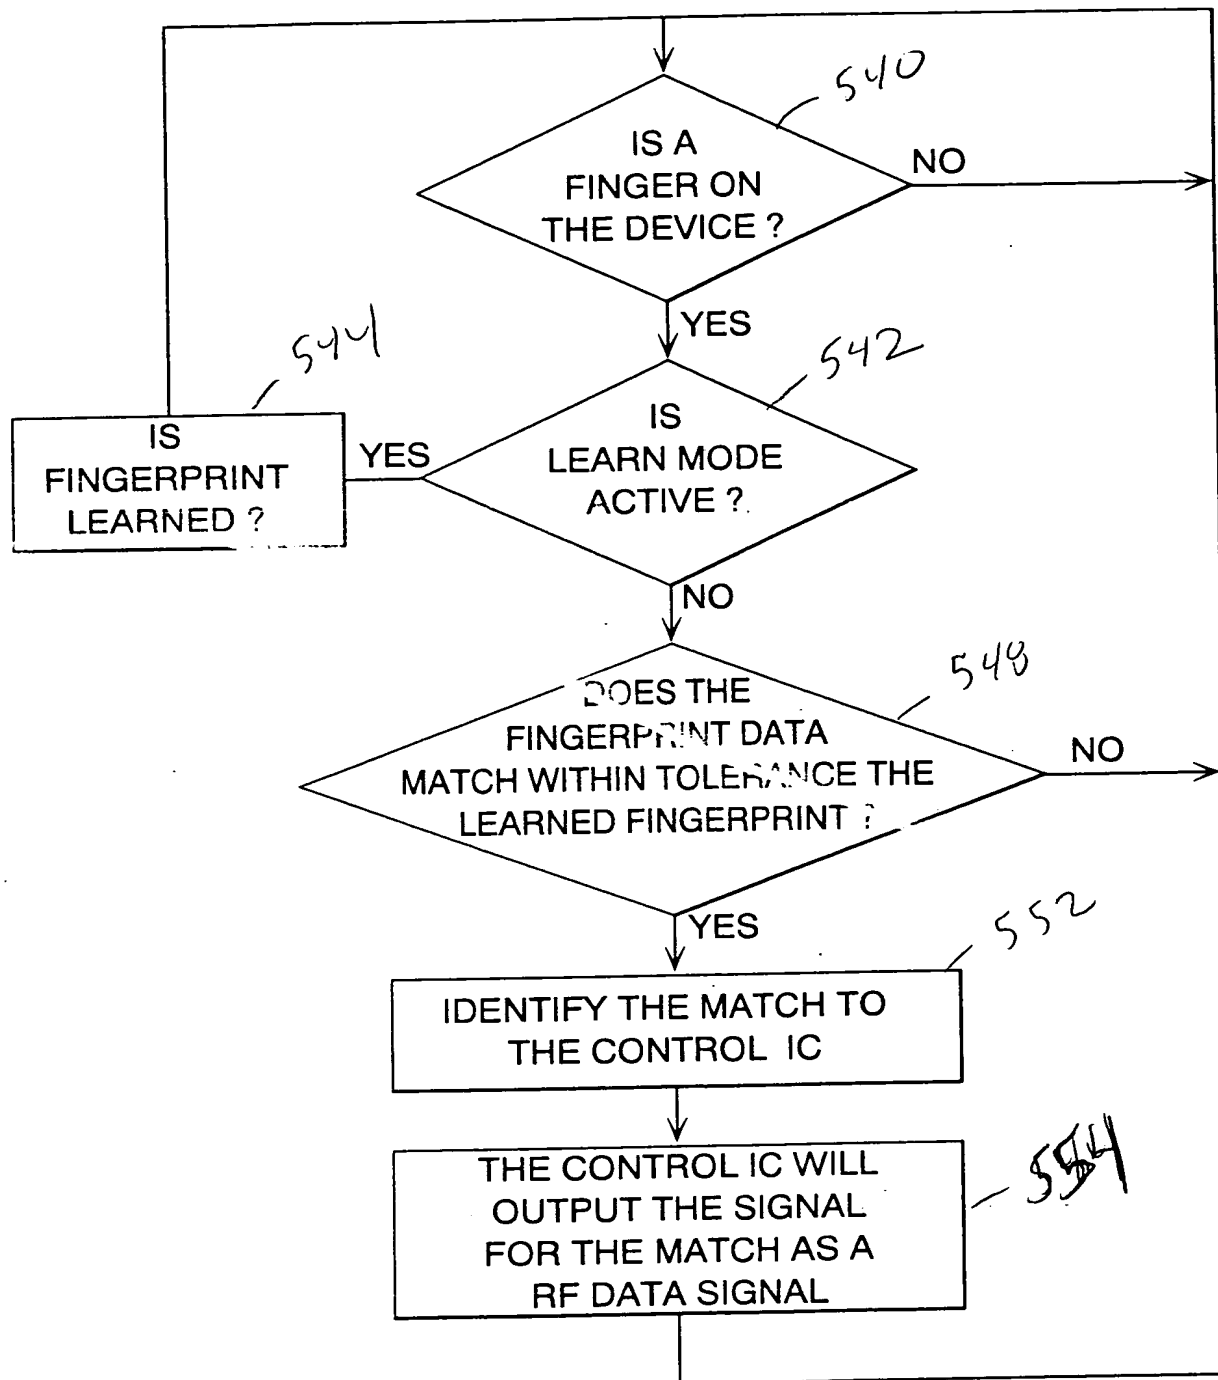 540
IS A
FINGER ON
THE DEVICE ?
NO
YES
544
542
IS
FINGERPRINT
LEARNED ?
YES
IS
LEARN MODE
ACTIVE ?
NO
548
DOES THE
FINGERPRINT DATA
MATCH WITHIN TOLERANCE THE
LEARNED FINGERPRINT ?
NO
YES
552
IDENTIFY THE MATCH TO
THE CONTROL IC
554
THE CONTROL IC WILL
OUTPUT THE SIGNAL
FOR THE MATCH AS A
RF DATA SIGNAL